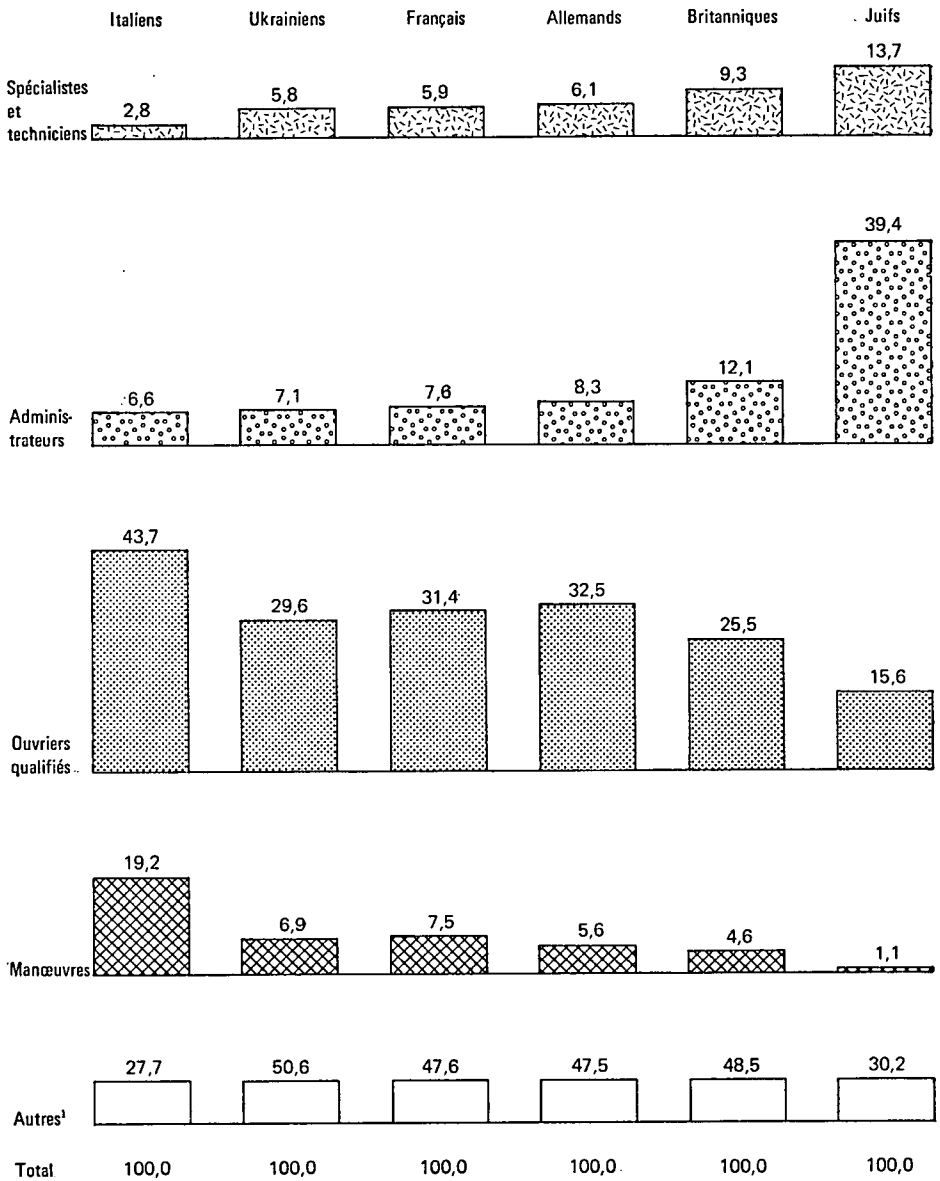 Italiens Ukrainiens Français Allemands Britanniques Juifs
Spécialistes et techniciens 2,8 5,8 5,9 6,1 9,3 13,7
Adminis- trateurs 6,6 7,1 7,6 8,3 12,1 39,4
Ouvriers qualifiés 43,7 29,6 31,4 32,5 25,5 15,6
Manœuvres 19,2 6,9 7,5 5,6 4,6 1,1
Autres¹ 27,7 50,6 47,6 47,5 48,5 30,2
Total 100,0 100,0 100,0 100,0 100,0 100,0